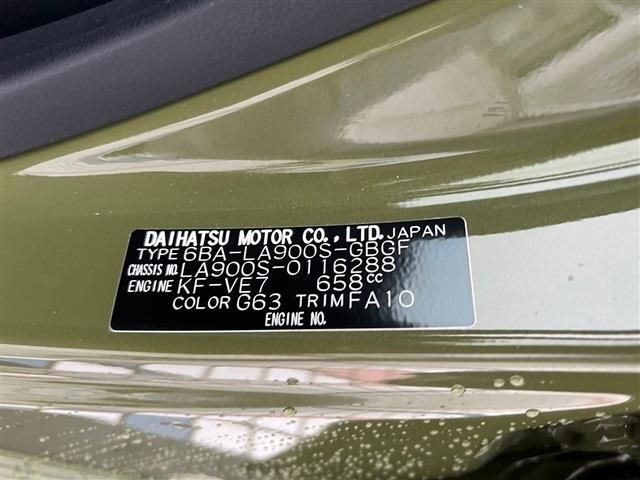 DAIHATSU MOTOR CO., LTD. JAPAN
TYPE 6BA-LA900S-GBGF
CHASSIS NO. LA900S-0116288
ENGINE KF-VE7 658cc
COLOR G63 TRIM FA10
ENGINE NO.